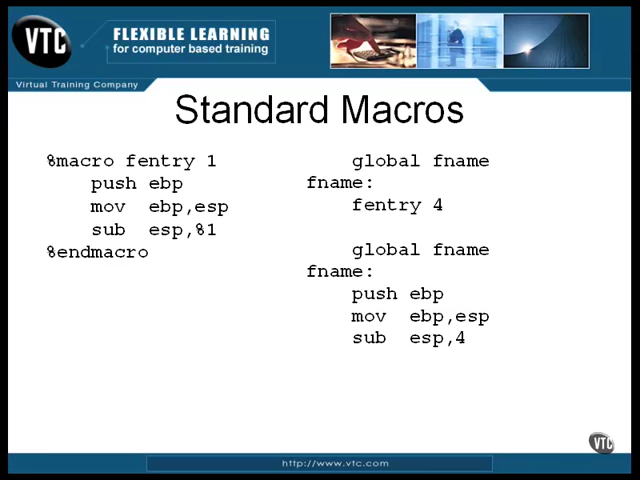 VTC
FLEXIBLE LEARNING
for computer based training
Virtual Training Company
Standard Macros
%macro fentry 1
push ebp
mov ebp,esp
sub esp,%1
%endmacro
global fname
fname:
fentry 4
global fname
fname:
push ebp
mov ebp,esp
sub esp,4
VTC
http://www.vtc.com